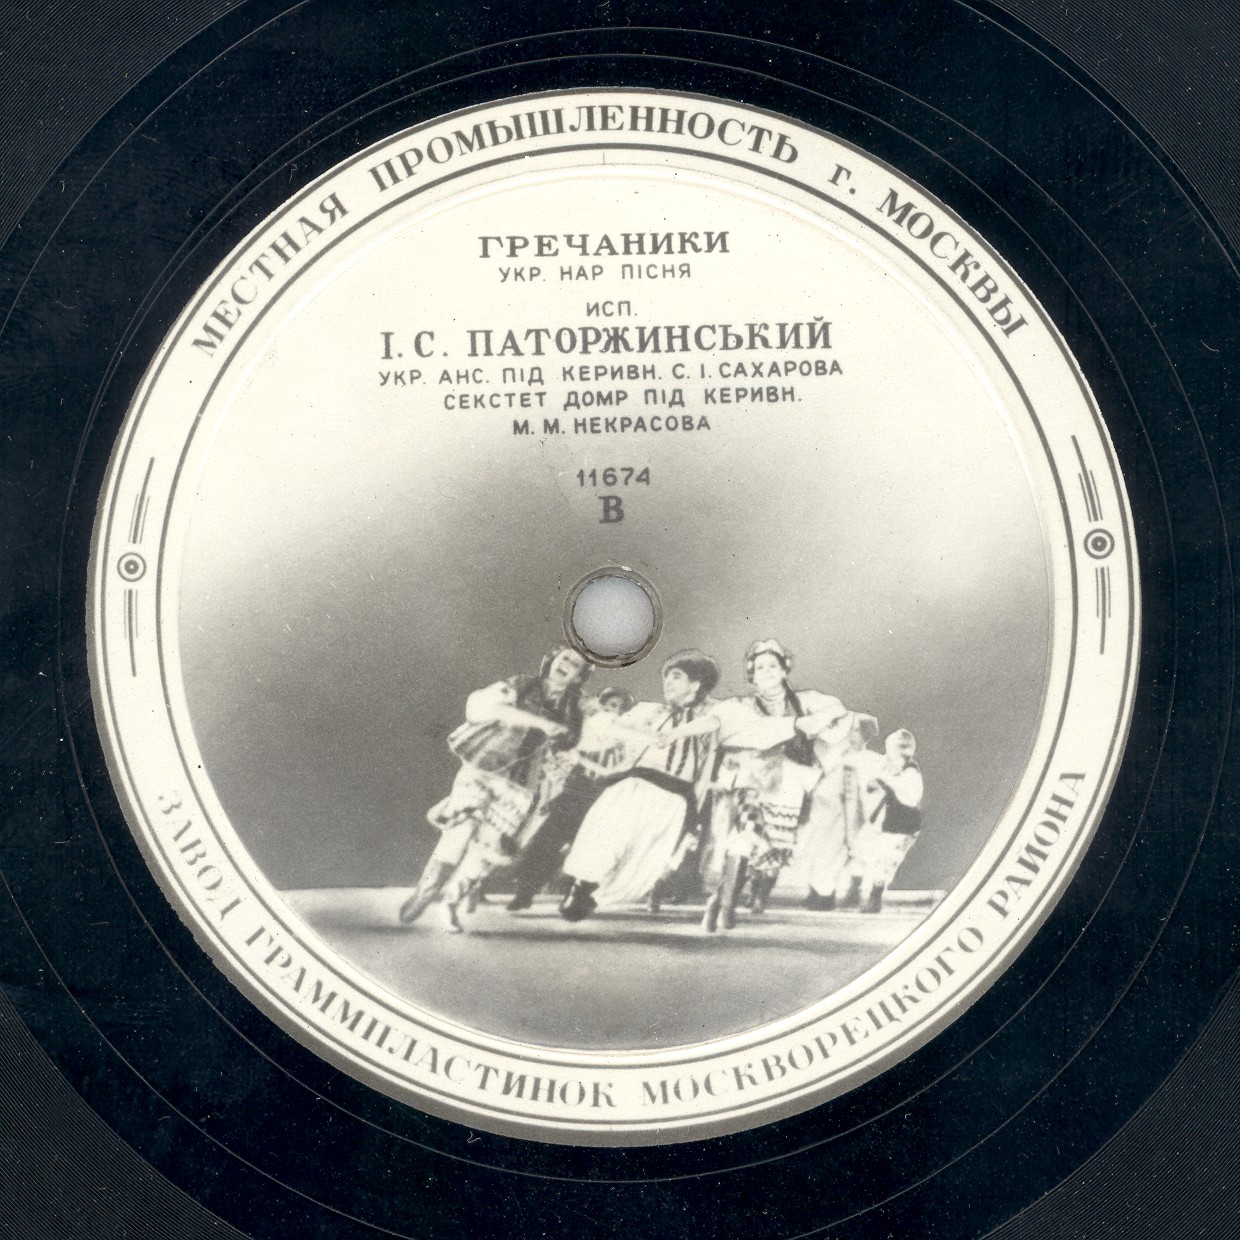 МЕСТНАЯ ПРОМЫШЛЕННОСТЬ г. МОСКВЫ
ГРЕЧАНИКИ
УКР. НАР ПІСНЯ
ИСП.
І. С. ПАТОРЖИНСЬКИЙ
УКР. АНС. ПІД КЕРИВН. С. І. САХАРОВА
СЕКСТЕТ ДОМР ПІД КЕРИВН.
М. М. НЕКРАСОВА
11674
В
ЗАВОД ГРАММПЛАСТИНОК МОСКВОРЕЦКОГО РАЙОНА